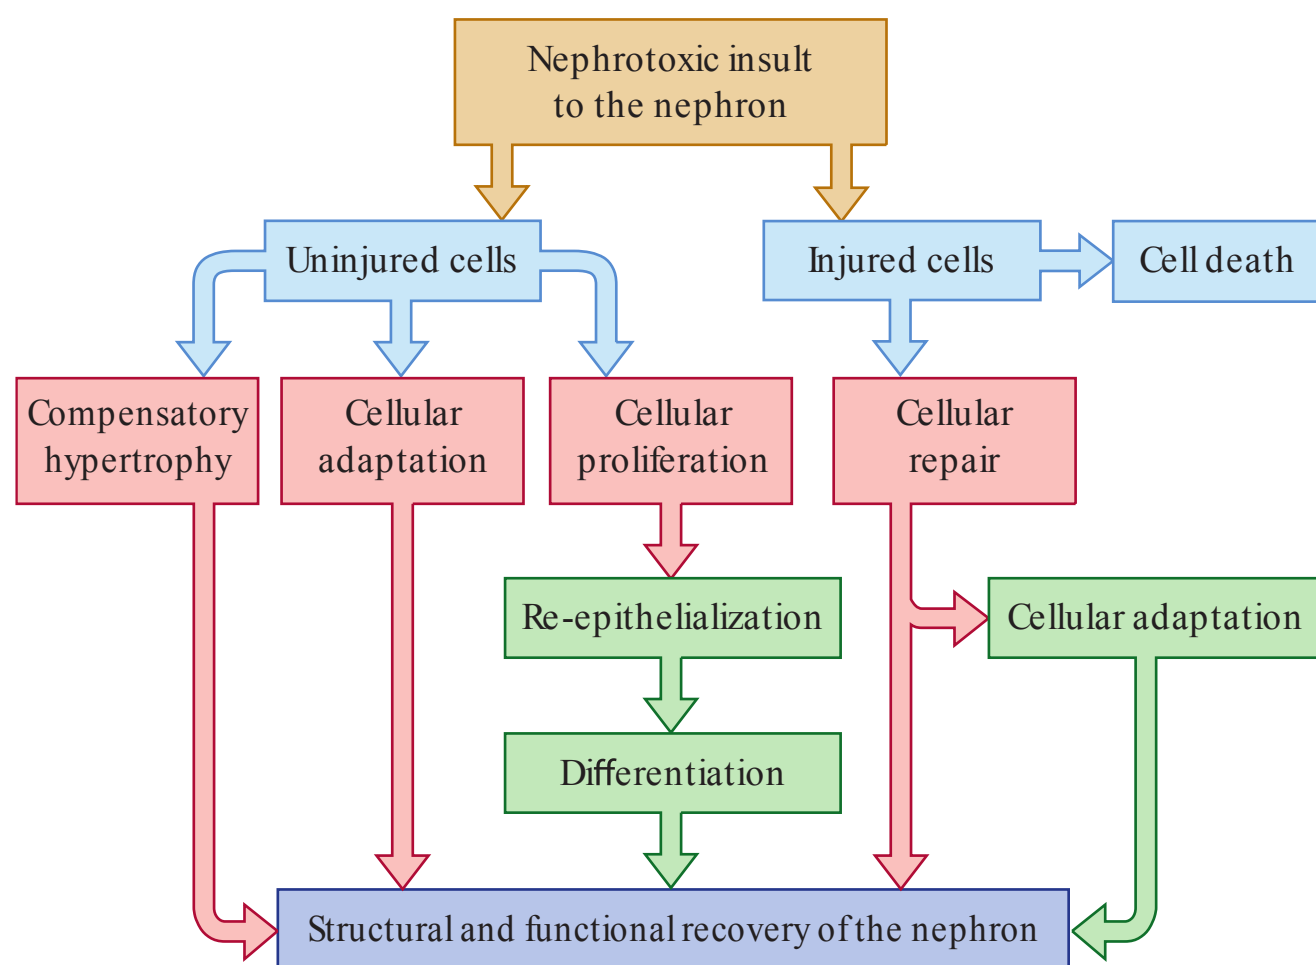 Nephrotoxic insult
to the nephron
Uninjured cells
Injured cells
Cell death
Compensatory
hypertrophy
Cellular
adaptation
Cellular
proliferation
Cellular
repair
Re-epithelialization
Cellular adaptation
Differentiation
Structural and functional recovery of the nephron